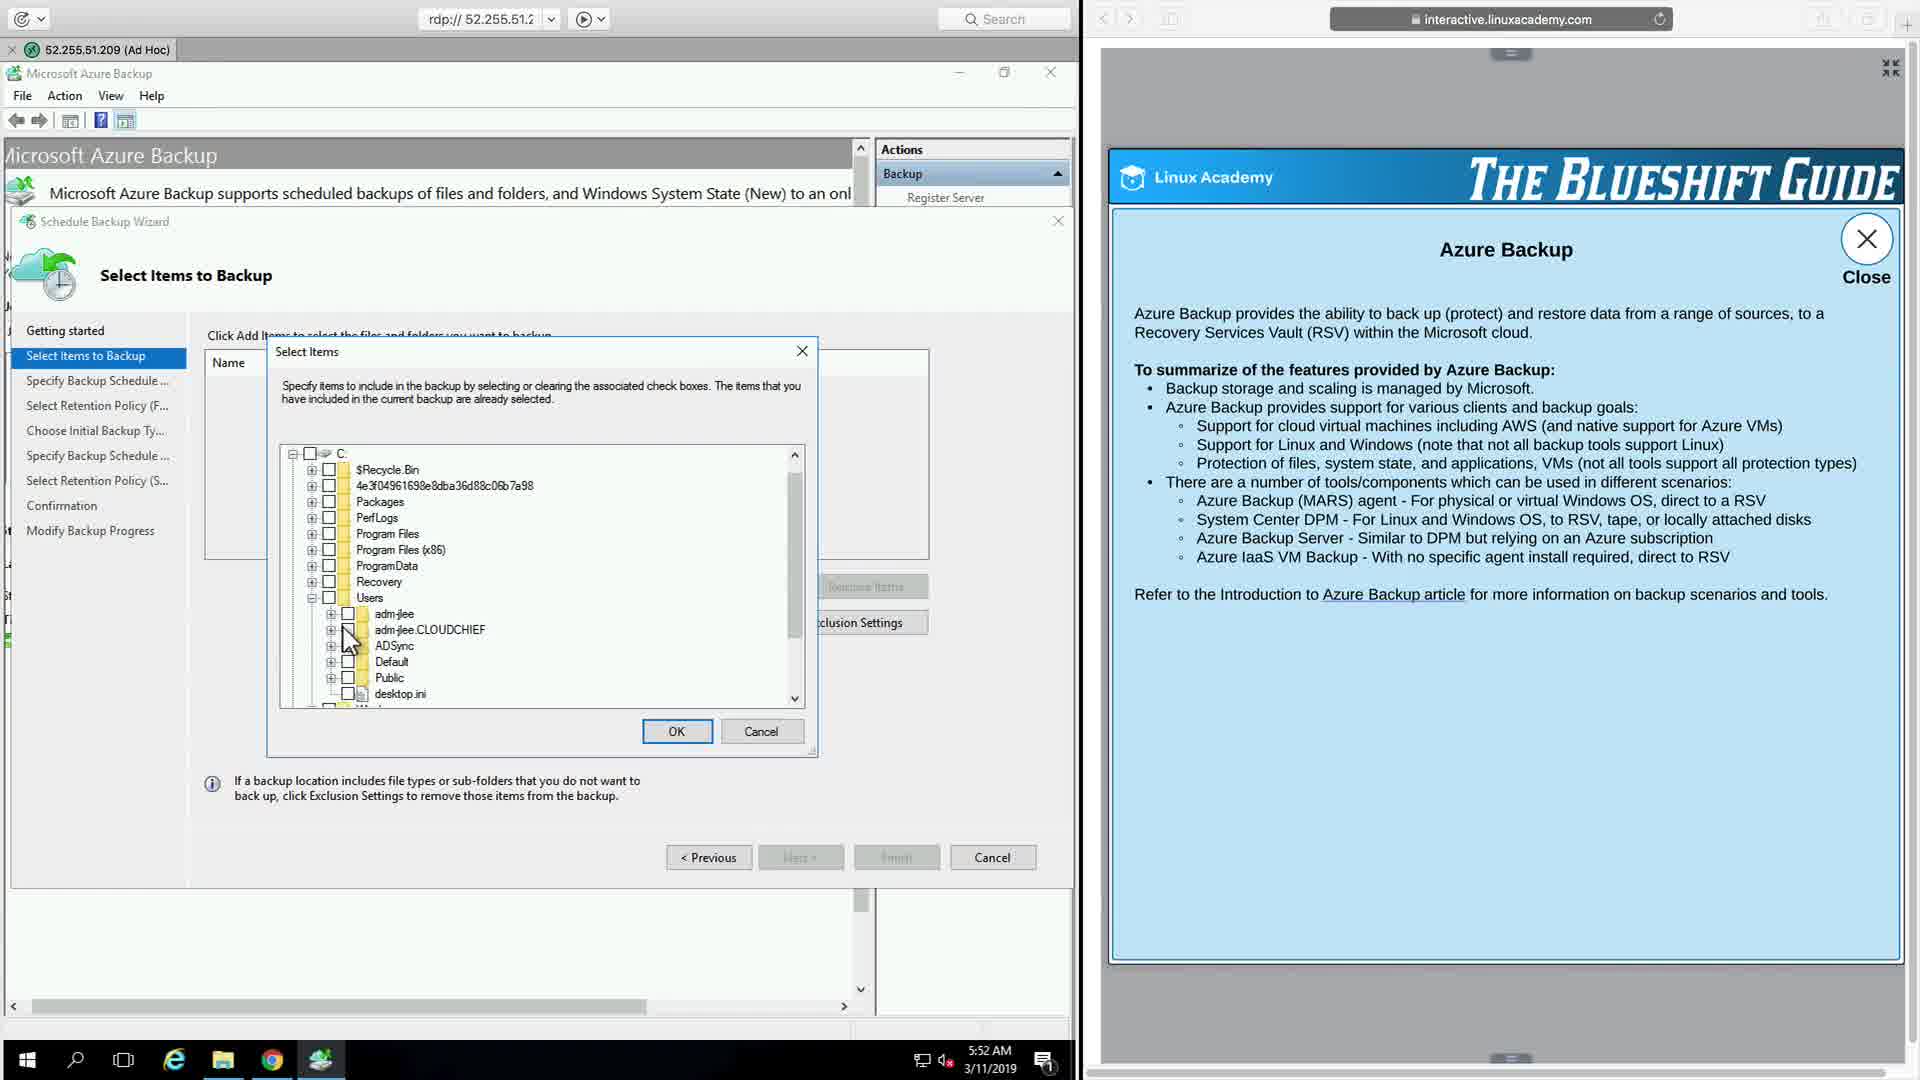 rdp:// 52.255.51.2
Search
52.255.51.209 (Ad Hoc)
Microsoft Azure Backup
File Action View Help
Microsoft Azure Backup
Microsoft Azure Backup supports scheduled backups of files and folders, and Windows System State (New) to an onl
Actions
Backup
Register Server
Schedule Backup Wizard
Select Items to Backup
Getting started
Select Items to Backup
Specify Backup Schedule ...
Select Retention Policy (F...
Choose Initial Backup Ty...
Specify Backup Schedule ...
Select Retention Policy (S...
Confirmation
Modify Backup Progress
Click Add Items to select the files and folders you want to backup.
Name
Select Items
Specify items to include in the backup by selecting or clearing the associated check boxes. The items that you
have included in the current backup are already selected.
C:
$Recycle.Bin
4e3f04961698e8dba36d88c06b7a98
Packages
PerfLogs
Program Files
Program Files (x86)
ProgramData
Recovery
Users
adm-jlee
adm-jlee.CLOUDCHIEF
ADSync
Default
Public
desktop.ini
OK Cancel
Remove Items
clusion Settings
If a backup location includes file types or sub-folders that you do not want to
back up, click Exclusion Settings to remove those items from the backup.
< Previous Next > Finish Cancel
5:52 AM
3/11/2019
1
interactive.linuxacademy.com
Linux Academy
THE BLUESHIFT GUIDE
Azure Backup
Close
Azure Backup provides the ability to back up (protect) and restore data from a range of sources, to a
Recovery Services Vault (RSV) within the Microsoft cloud.
To summarize of the features provided by Azure Backup:
• Backup storage and scaling is managed by Microsoft.
• Azure Backup provides support for various clients and backup goals:
◦ Support for cloud virtual machines including AWS (and native support for Azure VMs)
◦ Support for Linux and Windows (note that not all backup tools support Linux)
◦ Protection of files, system state, and applications, VMs (not all tools support all protection types)
• There are a number of tools/components which can be used in different scenarios:
◦ Azure Backup (MARS) agent - For physical or virtual Windows OS, direct to a RSV
◦ System Center DPM - For Linux and Windows OS, to RSV, tape, or locally attached disks
◦ Azure Backup Server - Similar to DPM but relying on an Azure subscription
◦ Azure IaaS VM Backup - With no specific agent install required, direct to RSV
Refer to the Introduction to Azure Backup article for more information on backup scenarios and tools.